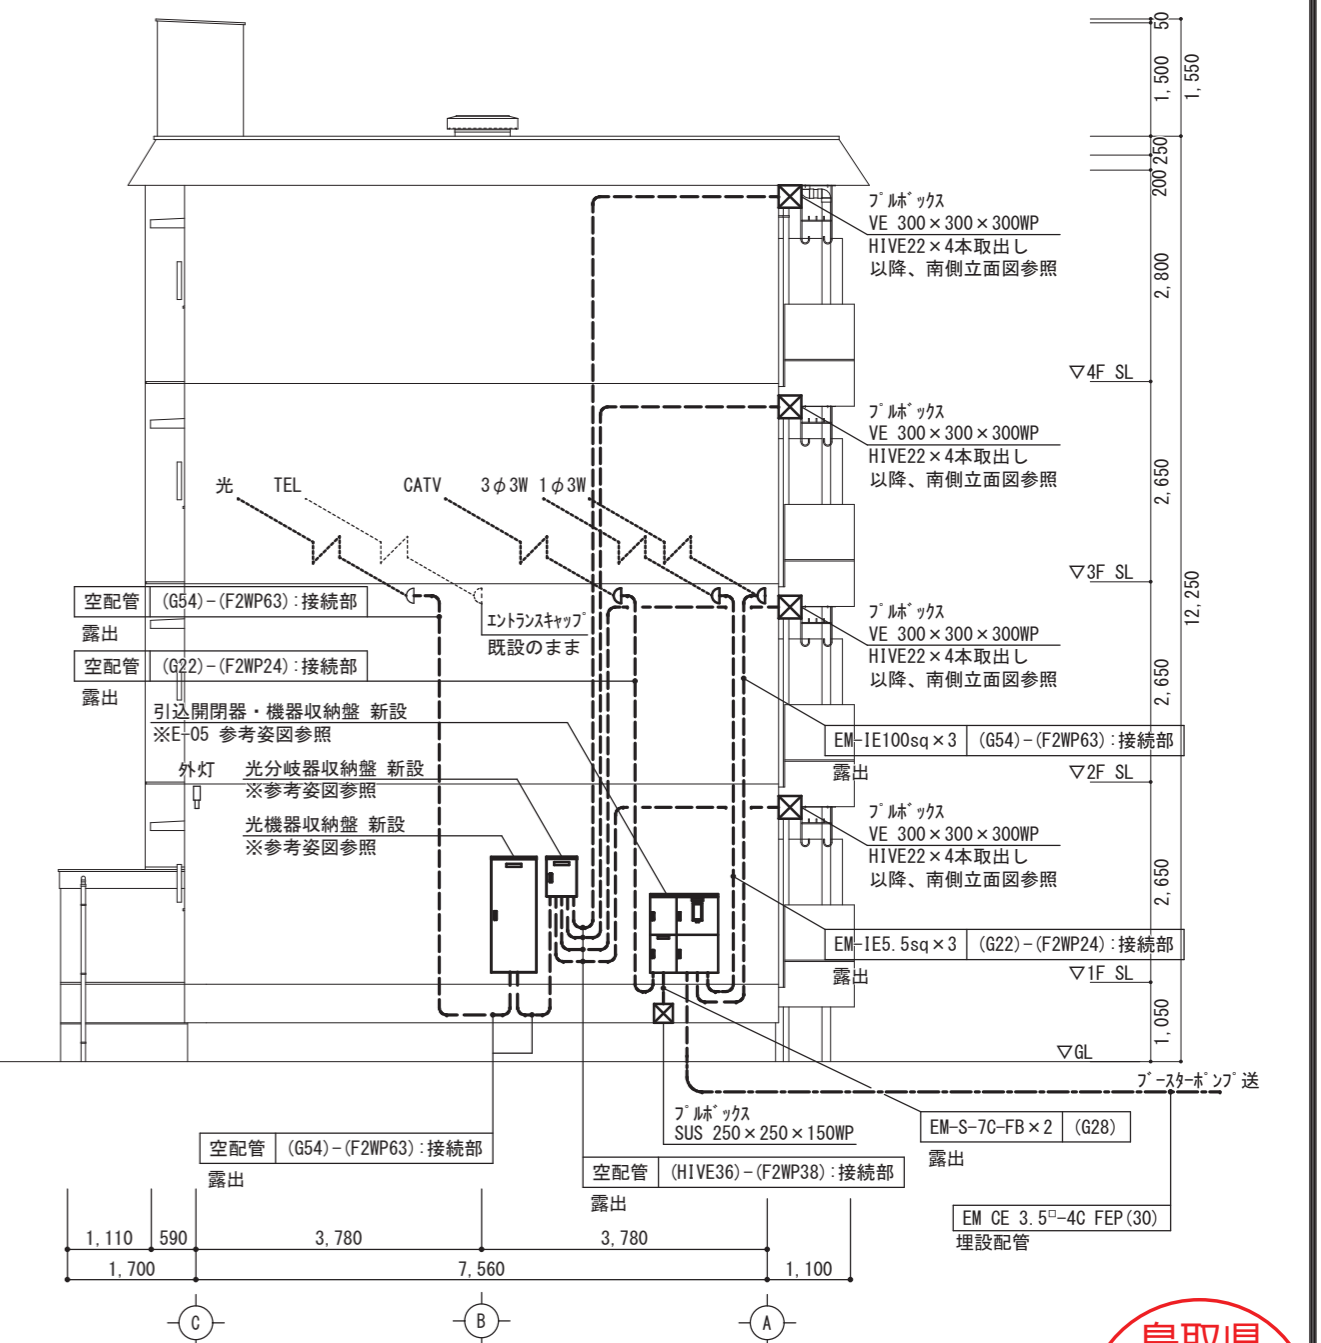 50
1,500
1,550
250
200
プルボックス
VE 300×300×300WP
HIVE22×4本取出し
以降、南側立面図参照
2,800
▽4F SL
プルボックス
VE 300×300×300WP
HIVE22×4本取出し
以降、南側立面図参照
2,650
光
TEL
CATV
3φ3W
1φ3W
▽3F SL
12,250
空配管 (G54)-(F2WP63):接続部
露出
エントランスキャップ
既設のまま
プルボックス
VE 300×300×300WP
HIVE22×4本取出し
以降、南側立面図参照
空配管 (G22)-(F2WP24):接続部
露出
2,650
引込開閉器・機器収納盤 新設
※E-05 参考姿図参照
EM-IE100sq×3 (G54)-(F2WP63):接続部
露出
外灯
光分岐器収納盤 新設
※参考姿図参照
▽2F SL
光機器収納盤 新設
※参考姿図参照
プルボックス
VE 300×300×300WP
HIVE22×4本取出し
以降、南側立面図参照
2,650
EM-IE5.5sq×3 (G22)-(F2WP24):接続部
露出
▽1F SL
1,050
▽GL
ブースターポンプ送
プルボックス
SUS 250×250×150WP
EM-S-7C-FB×2 (G28)
露出
空配管 (G54)-(F2WP63):接続部
露出
空配管 (HIVE36)-(F2WP38):接続部
露出
EM CE 3.5□-4C FEP(30)
埋設配管
1,110
590
3,780
3,780
1,700
7,560
1,100
C
B
A
鳥取県